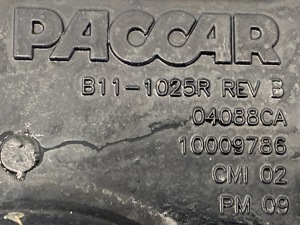 PACCAR
B11-1025R REV B
04088CA
10009786
CMI 02
PM 09